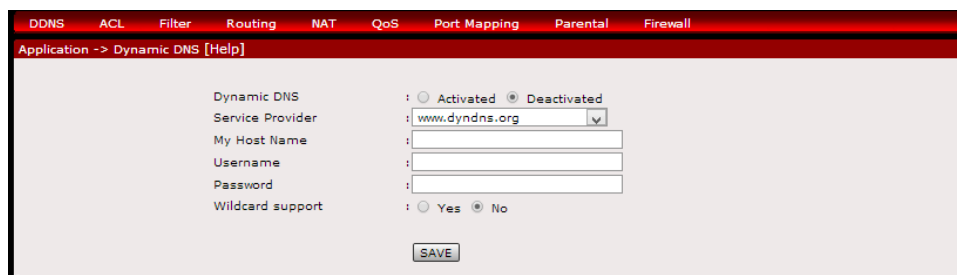 DDNS ACL Filter Routing NAT QoS Port Mapping Parental Firewall
Application -> Dynamic DNS [Help]
Dynamic DNS : Activated Deactivated
Service Provider : www.dyndns.org
My Host Name :
Username :
Password :
Wildcard support : Yes No
SAVE